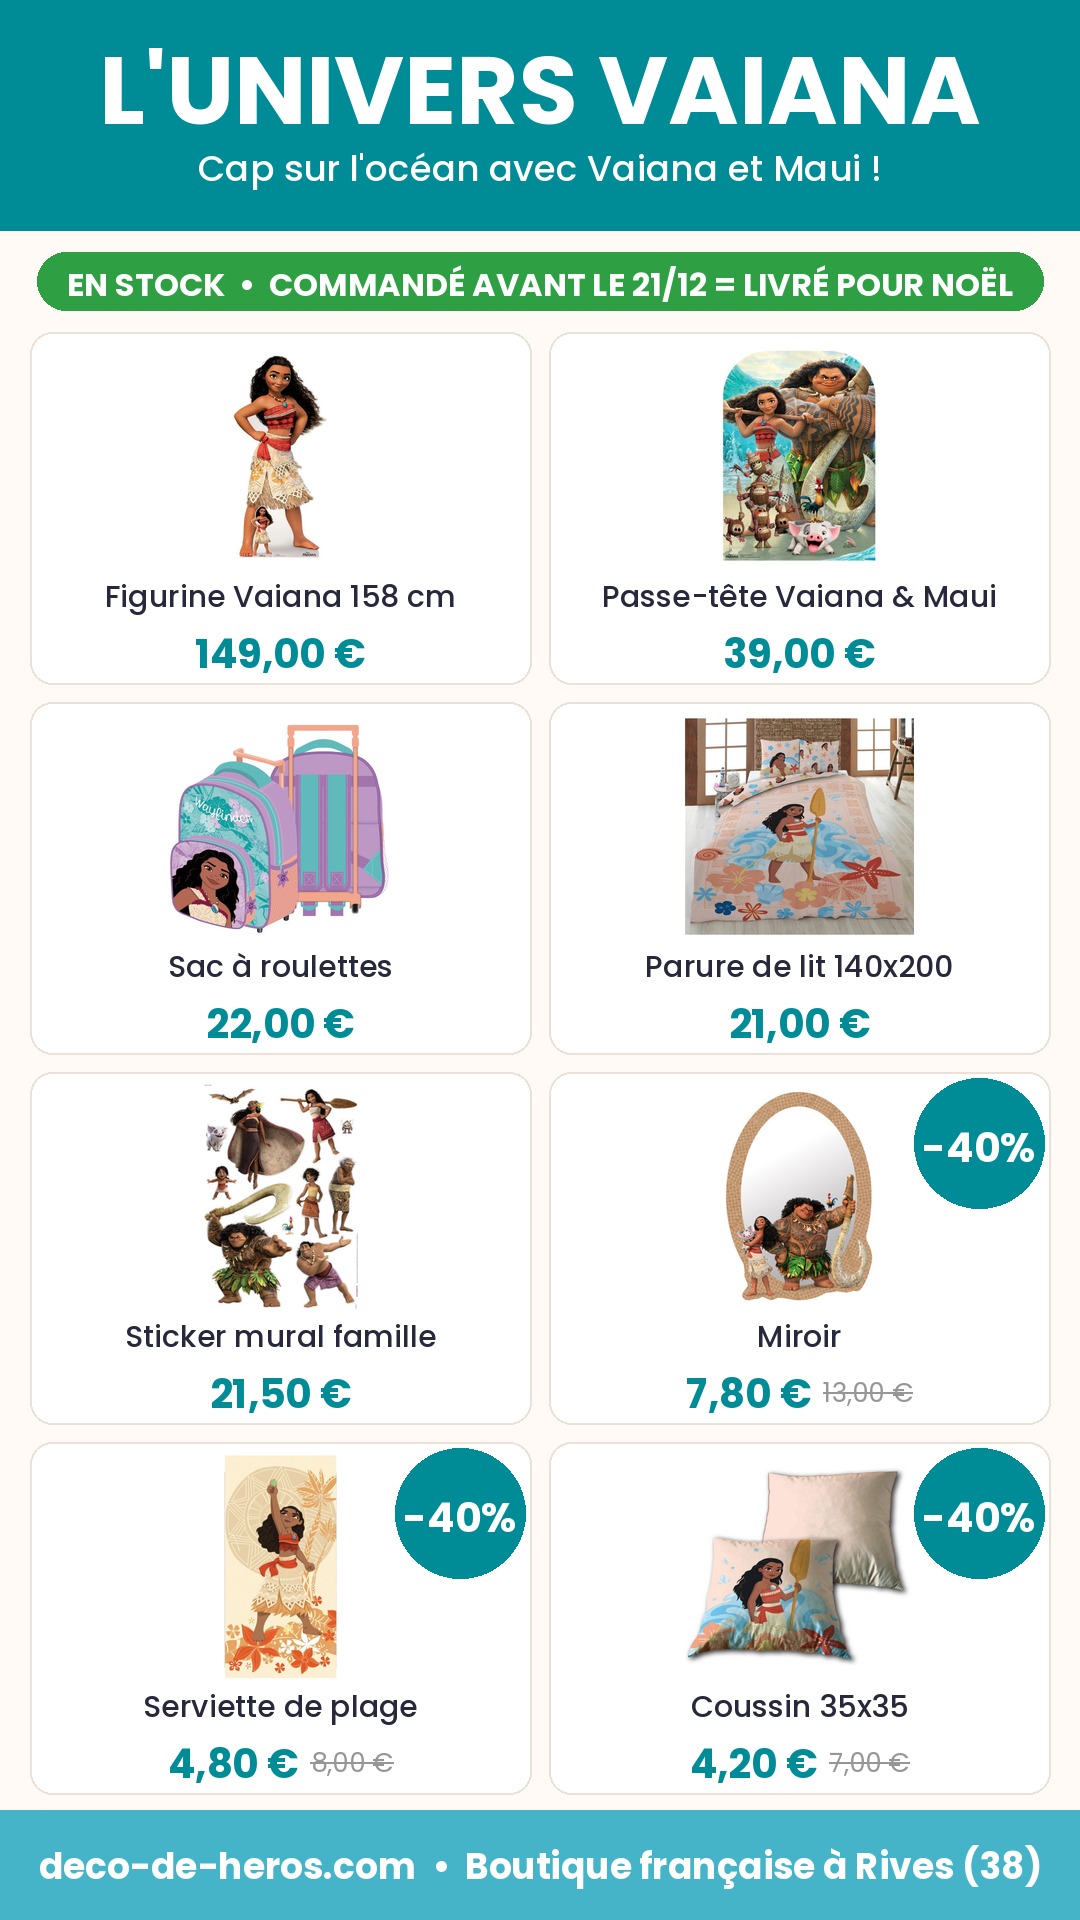 L'UNIVERS VAIANA
Cap sur l'océan avec Vaiana et Maui !
EN STOCK • COMMANDÉ AVANT LE 21/12 = LIVRÉ POUR NOËL
Figurine Vaiana 158 cm
149,00 €
Passe-tête Vaiana & Maui
39,00 €
Wayfinder
Sac à roulettes
22,00 €
Parure de lit 140x200
21,00 €
Sticker mural famille
21,50 €
-40%
Miroir
7,80 € 13,00 €
-40%
Serviette de plage
4,80 € 8,00 €
-40%
Coussin 35x35
4,20 € 7,00 €
deco-de-heros.com • Boutique française à Rives (38)